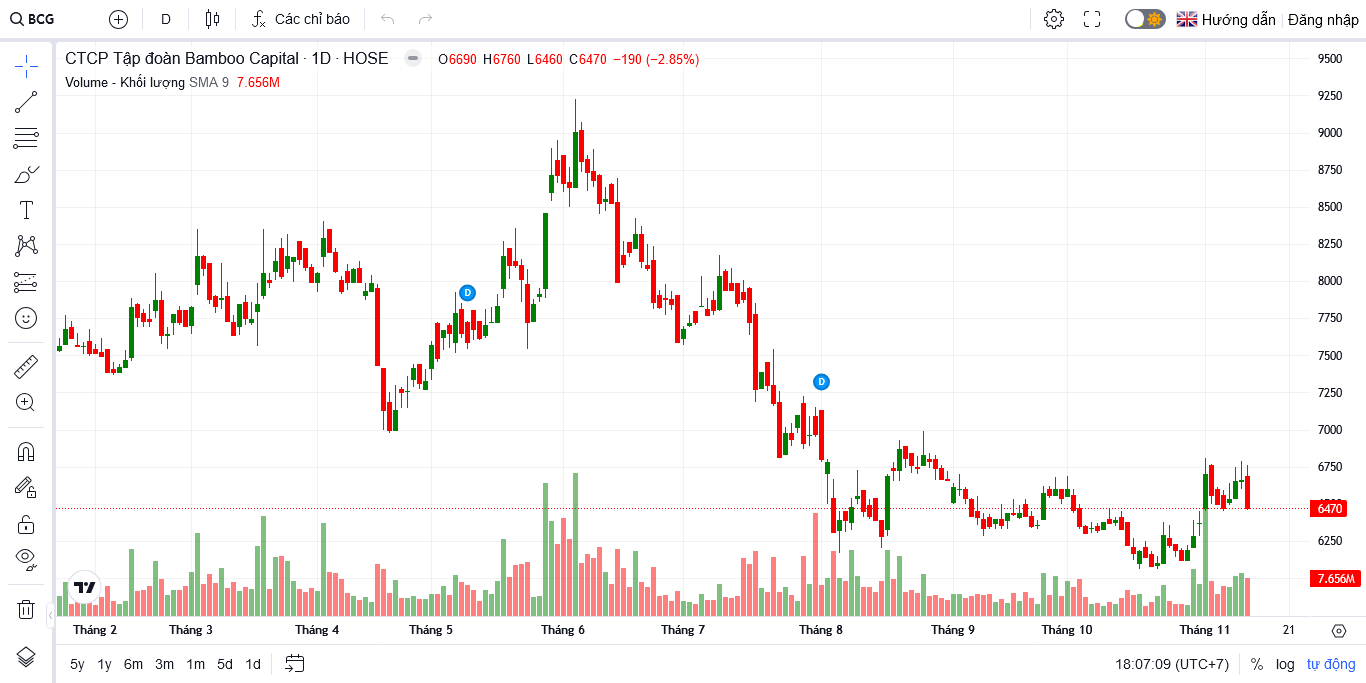 BCG D Các chỉ báo Hướng dẫn Đăng nhập
CTCP Tập đoàn Bamboo Capital · 1D · HOSE O6690 H6760 L6460 C6470 −190 (−2.85%)
Volume - Khối lượng SMA 9 7.656M
9500
9250
9000
8750
8500
8250
8000
D
7750
7500
D
7250
7000
6750
6470
6250
7.656M
Tháng 2 Tháng 3 Tháng 4 Tháng 5 Tháng 6 Tháng 7 Tháng 8 Tháng 9 Tháng 10 Tháng 11 21
5y 1y 6m 3m 1m 5d 1d 18:07:09 (UTC+7) % log tự động